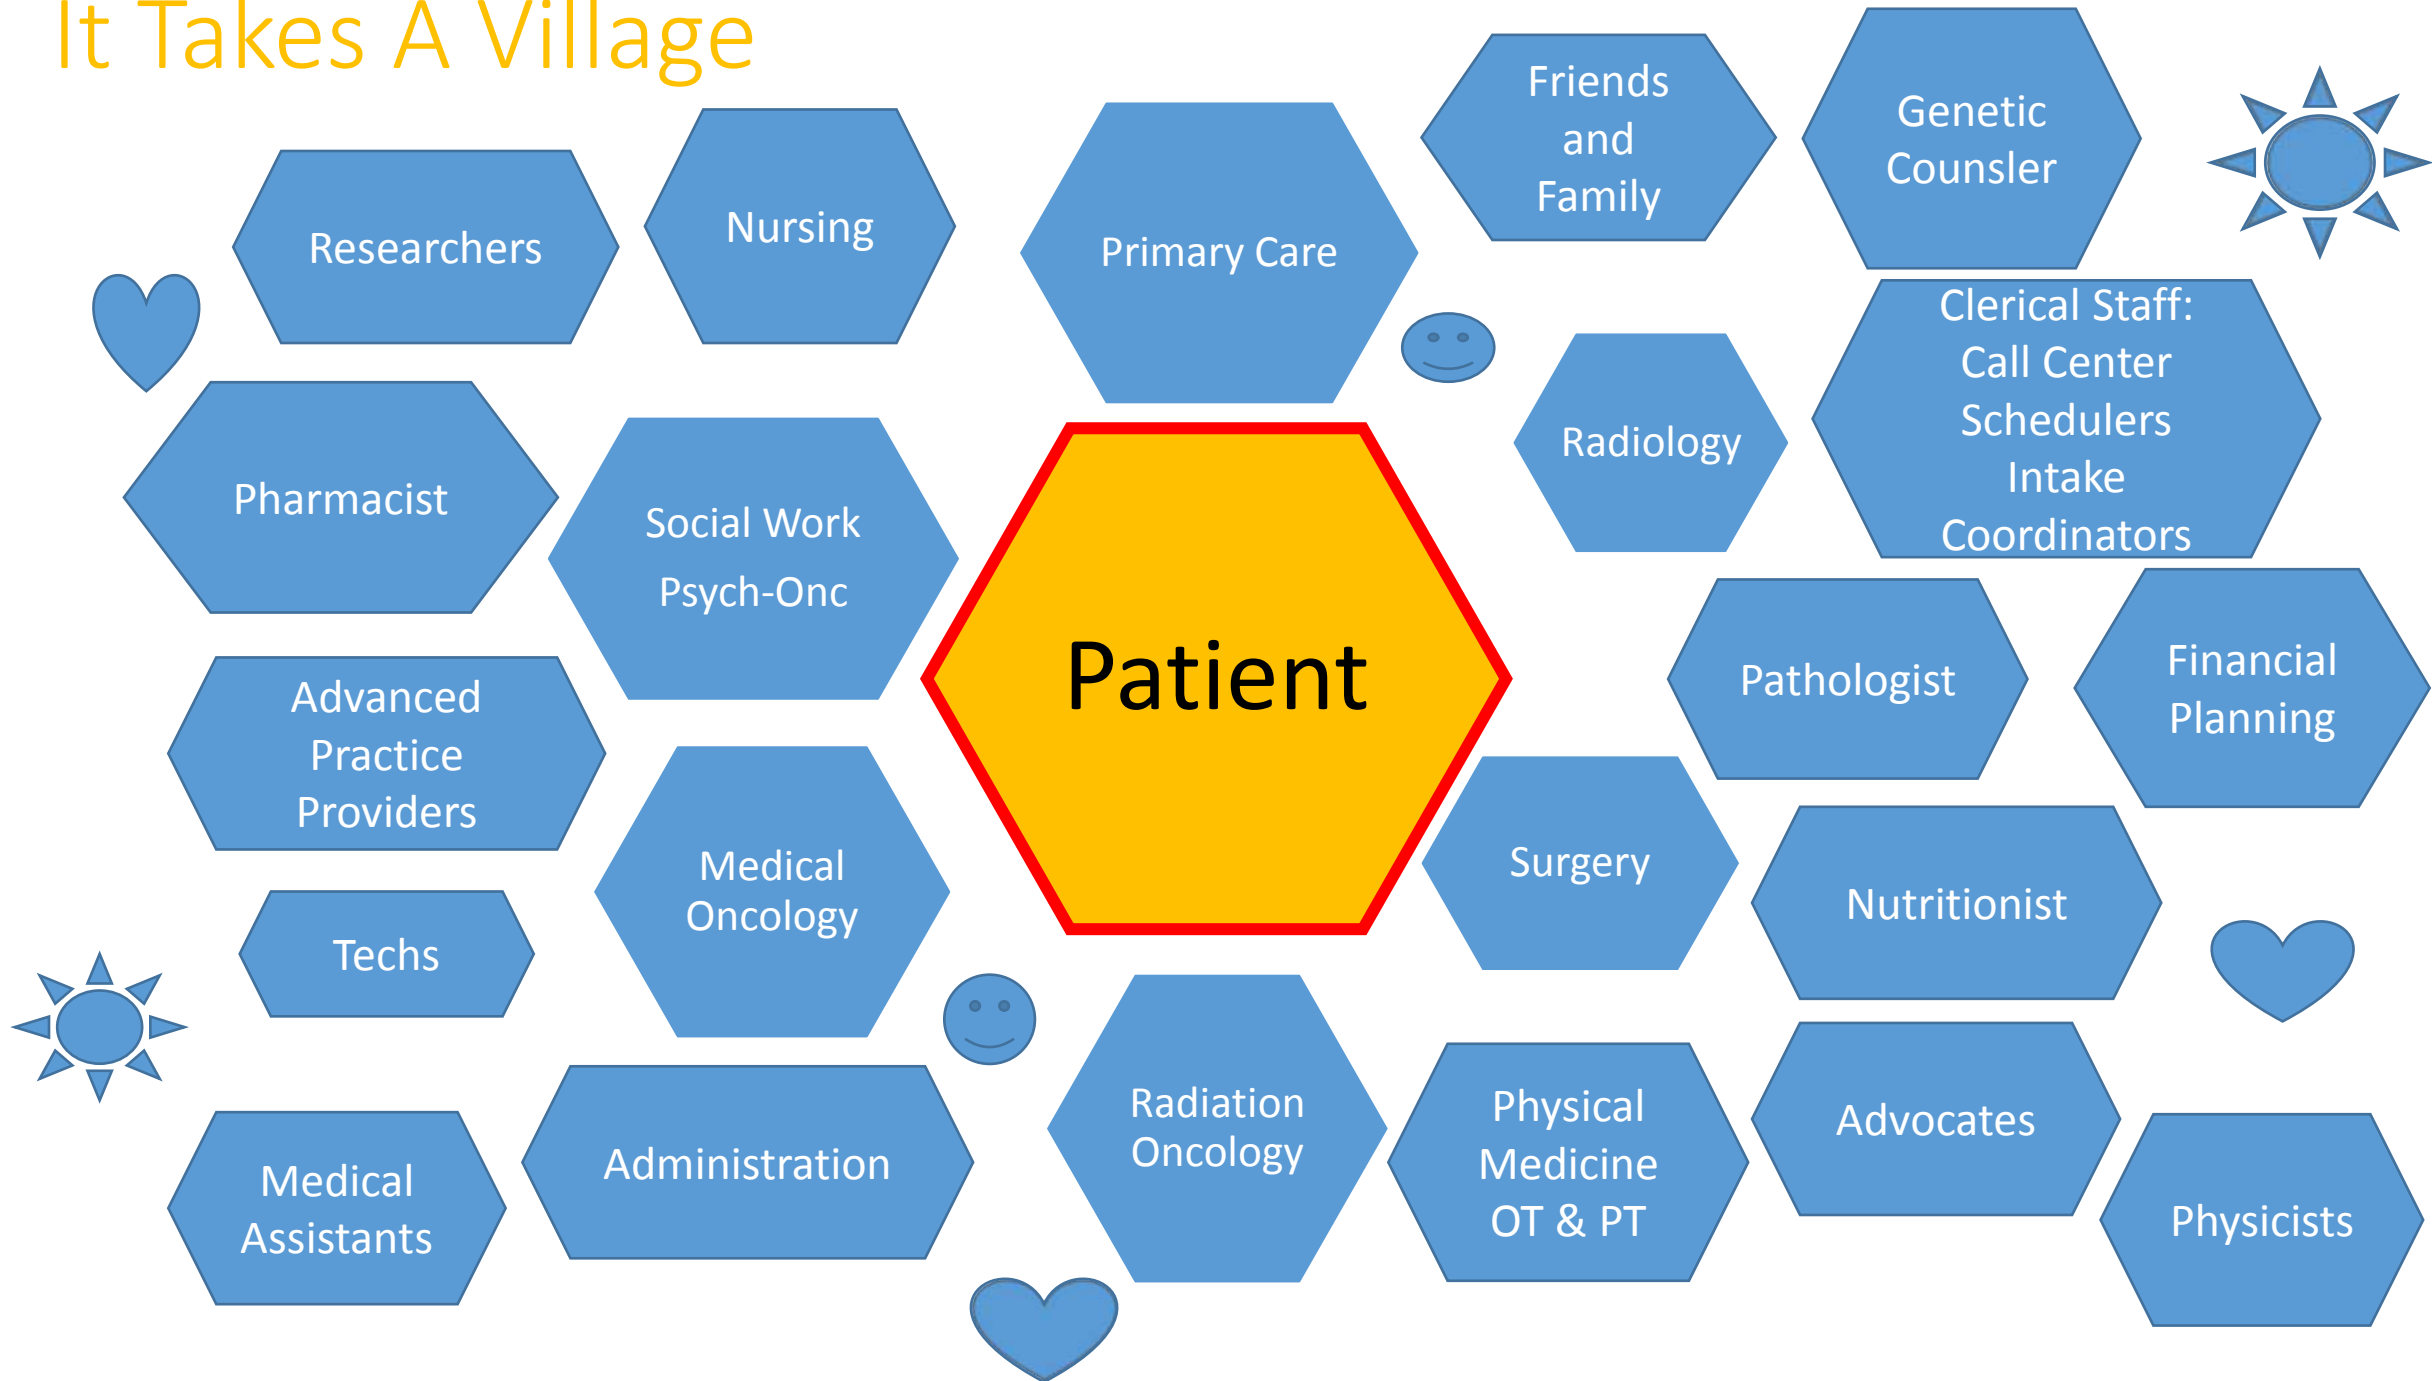 It Takes A Village
Friends
and
Family
Genetic
Counsler
Researchers
Nursing
Primary Care
Clerical Staff:
Call Center
Schedulers
Intake
Coordinators
Radiology
Pharmacist
Social Work
Psych-Onc
Patient
Pathologist
Financial
Planning
Advanced
Practice
Providers
Medical
Oncology
Surgery
Nutritionist
Techs
Radiation
Oncology
Physical
Medicine
OT & PT
Advocates
Administration
Medical
Assistants
Physicists